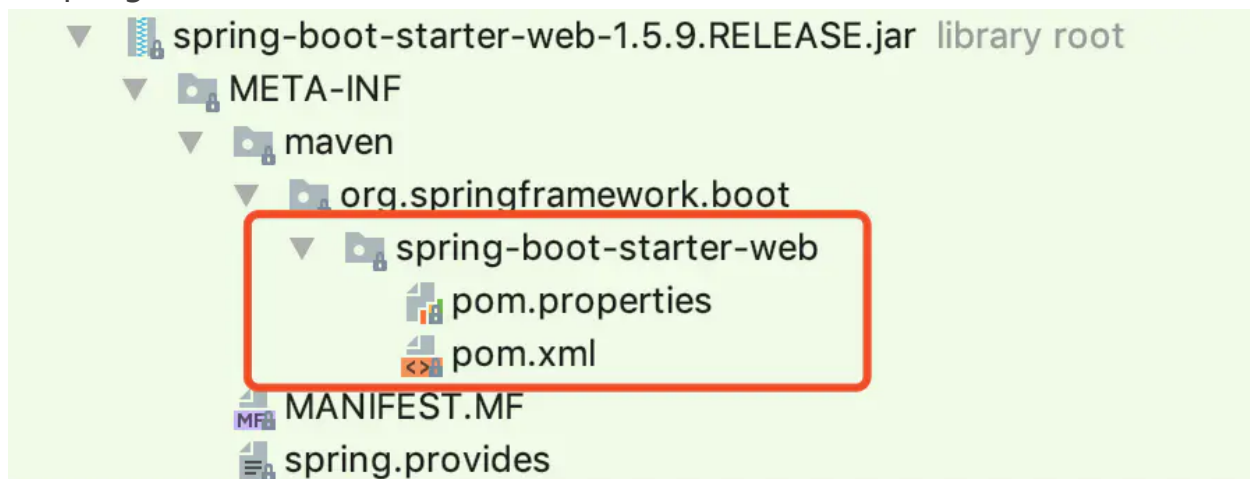 spring-boot-starter-web-1.5.9.RELEASE.jar library root
META-INF
maven
org.springframework.boot
spring-boot-starter-web
pom.properties
pom.xml
MF MANIFEST.MF
spring.provides